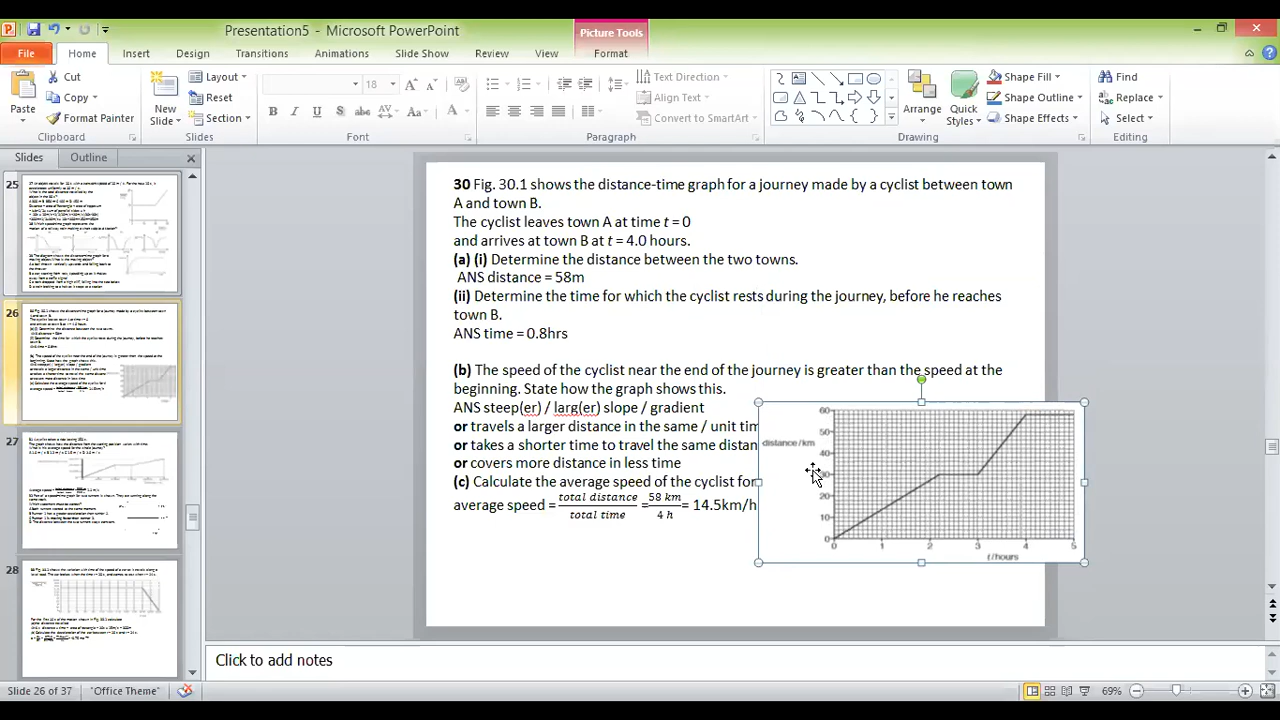 Presentation5 - Microsoft PowerPoint
Picture Tools
File Home Insert Design Transitions Animations Slide Show Review View Format
Cut
Copy
Format Painter
Paste
Clipboard
New
Slide
Layout
Reset
Section
Slides
18
B I U S abe AV Aa A
Font
Text Direction
Align Text
Convert to SmartArt
Paragraph
Arrange
Quick
Styles
Shape Fill
Shape Outline
Shape Effects
Drawing
Find
Replace
Select
Editing
Slides Outline
25
26
27
28
30 Fig. 30.1 shows the distance-time graph for a journey made by a cyclist between town
A and town B.
The cyclist leaves town A at time t = 0
and arrives at town B at t = 4.0 hours.
(a) (i) Determine the distance between the two towns.
ANS distance = 58m
(ii) Determine the time for which the cyclist rests during the journey, before he reaches
town B.
ANS time = 0.8hrs
(b) The speed of the cyclist near the end of the journey is greater than the speed at the
beginning. State how the graph shows this.
ANS steep(er) / larg(er) slope / gradient
or travels a larger distance in the same / unit tim
or takes a shorter time to travel the same dista
or covers more distance in less time
(c) Calculate the average speed of the cyclist for
average speed = total distance / total time = 58 km / 4 h = 14.5km/h
60
50
distance/km
40
30
20
10
0
0 1 2 3 4 5
t/hours
Click to add notes
Slide 26 of 37 "Office Theme" 69%